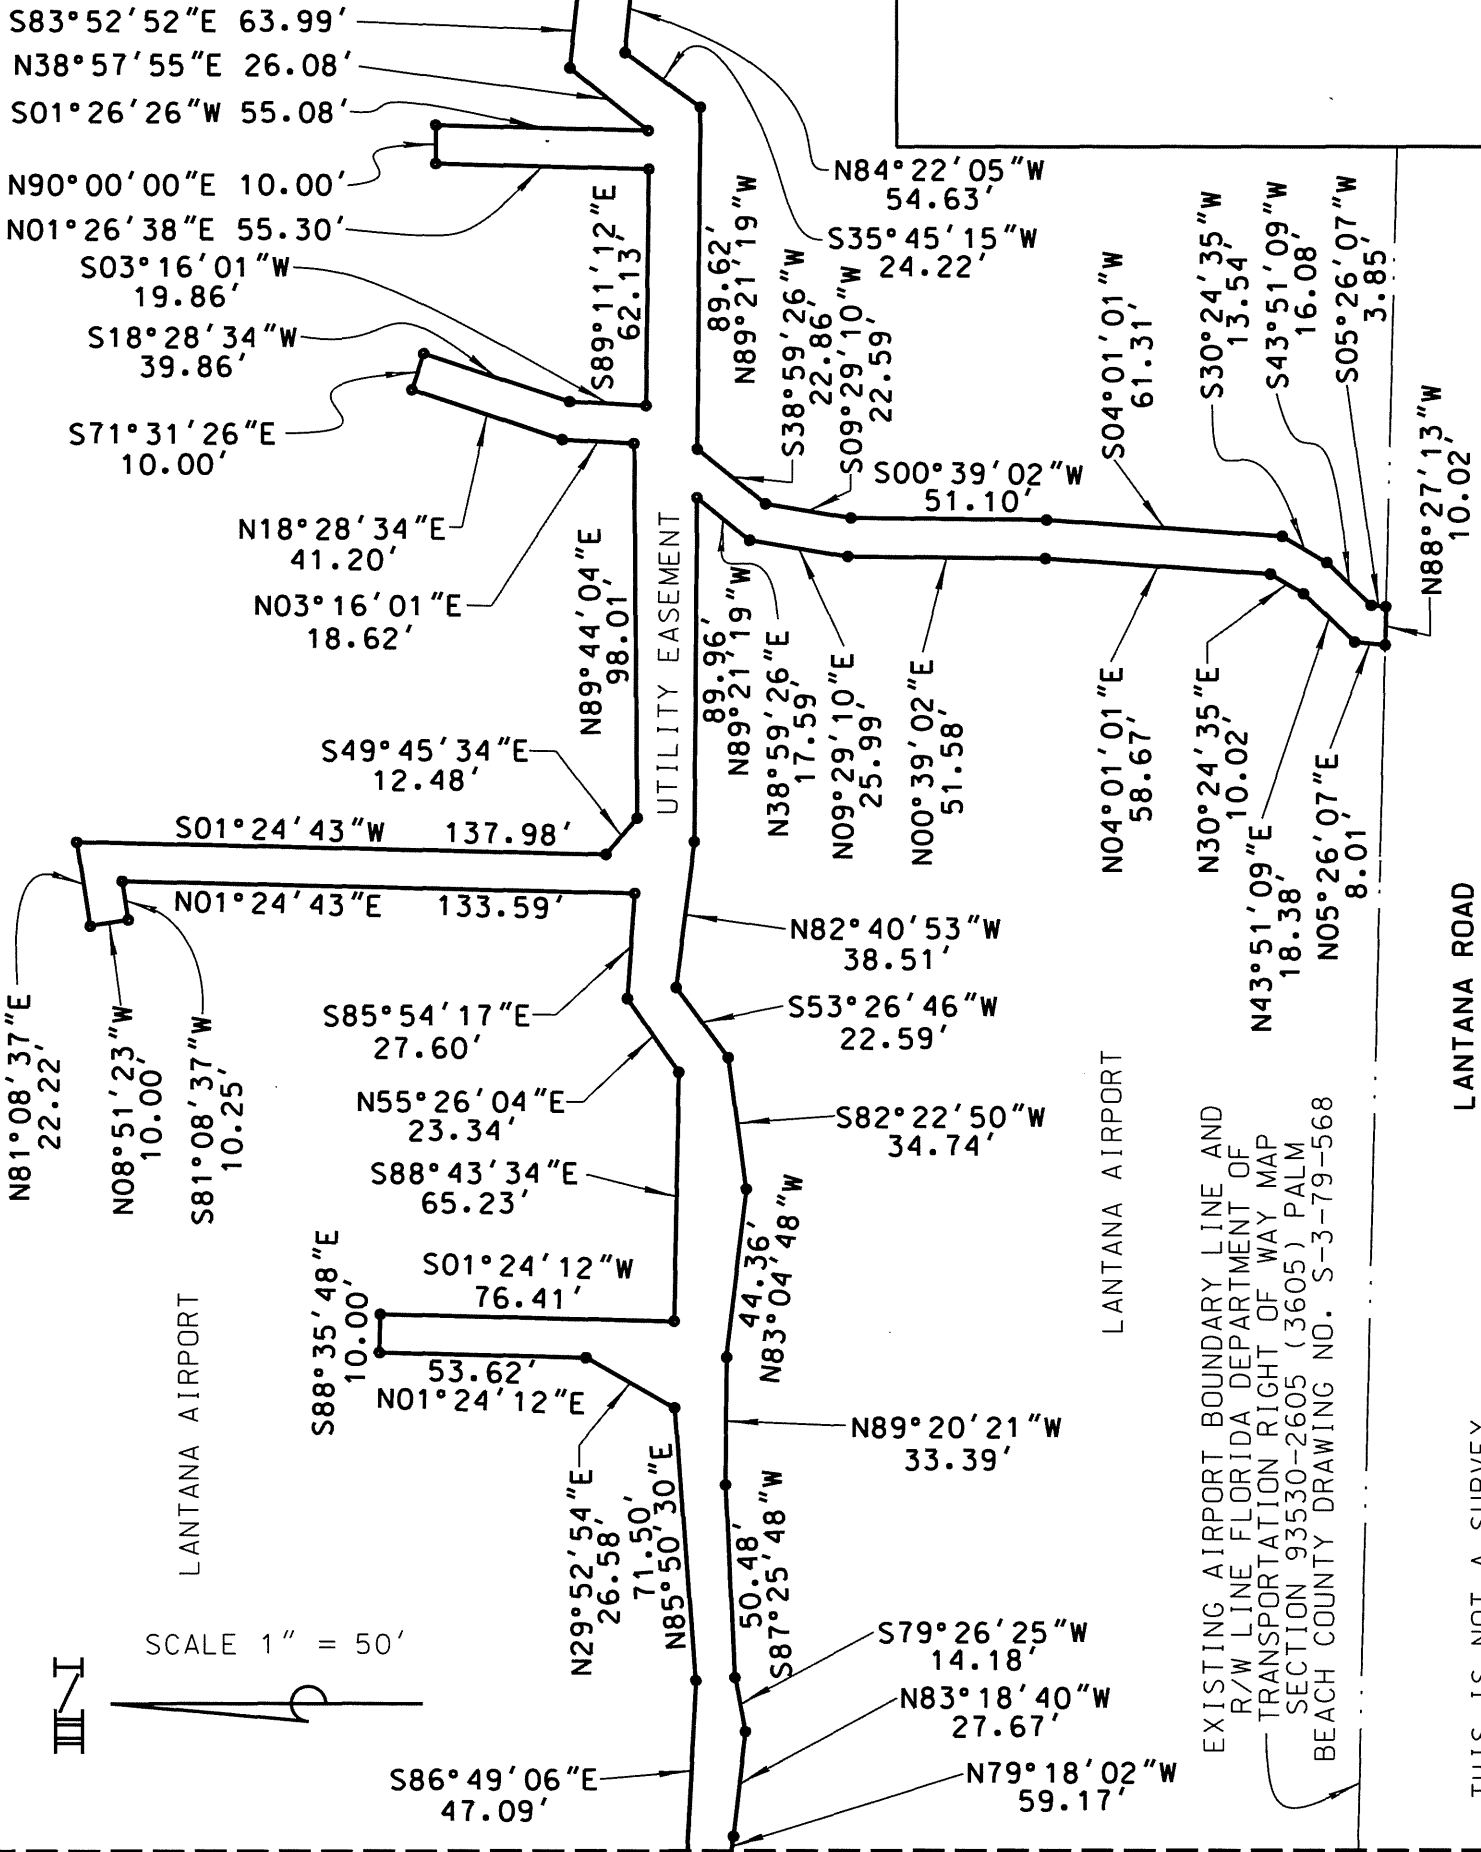 S83°52'52"E 63.99'
N38°57'55"E 26.08'
S01°26'26"W 55.08'
N90°00'00"E 10.00'
N01°26'38"E 55.30'
S03°16'01"W
19.86'
S18°28'34"W
39.86'
S71°31'26"E
10.00'
N18°28'34"E
41.20'
N03°16'01"E
18.62'
S89°11'12"E
62.13'
89.62'
N89°21'19"W
N84°22'05"W
54.63'
S35°45'15"W
24.22'
S38°59'26"W
22.86'
S09°29'10"W
22.59'
S00°39'02"W
51.10'
S04°01'01"W
61.31'
S30°24'35"W
13.54'
S43°51'09"W
16.08'
S05°26'07"W
3.85'
N88°27'13"W
10.02'
N89°44'04"E
98.01'
UTILITY EASEMENT
89.96'
N89°21'19"W
N38°59'26"E
17.59'
N09°29'10"E
25.99'
N00°39'02"E
51.58'
N04°01'01"E
58.67'
N30°24'35"E
10.02'
N43°51'09"E
18.38'
N05°26'07"E
8.01'
S49°45'34"E
12.48'
S01°24'43"W 137.98'
N01°24'43"E 133.59'
N81°08'37"E
22.22'
N08°51'23"W
10.00'
S81°08'37"W
10.25'
N82°40'53"W
38.51'
S85°54'17"E
27.60'
S53°26'46"W
22.59'
N55°26'04"E
23.34'
S82°22'50"W
34.74'
S88°43'34"E
65.23'
S01°24'12"W
76.41'
S88°35'48"E
10.00'
53.62'
N01°24'12"E
44.36'
N83°04'48"W
N89°20'21"W
33.39'
N29°52'54"E
26.58'
71.50'
N85°50'30"E
50.48'
S87°25'48"W
S79°26'25"W
14.18'
N83°18'40"W
27.67'
S86°49'06"E
47.09'
N79°18'02"W
59.17'
LANTANA AIRPORT
LANTANA AIRPORT
LANTANA ROAD
EXISTING AIRPORT BOUNDARY LINE AND
R/W LINE FLORIDA DEPARTMENT OF
TRANSPORTATION RIGHT OF WAY MAP
SECTION 93530-2605 (3605) PALM
BEACH COUNTY DRAWING NO. S-3-79-568
SCALE 1" = 50'
N
THIS IS NOT A SURVEY